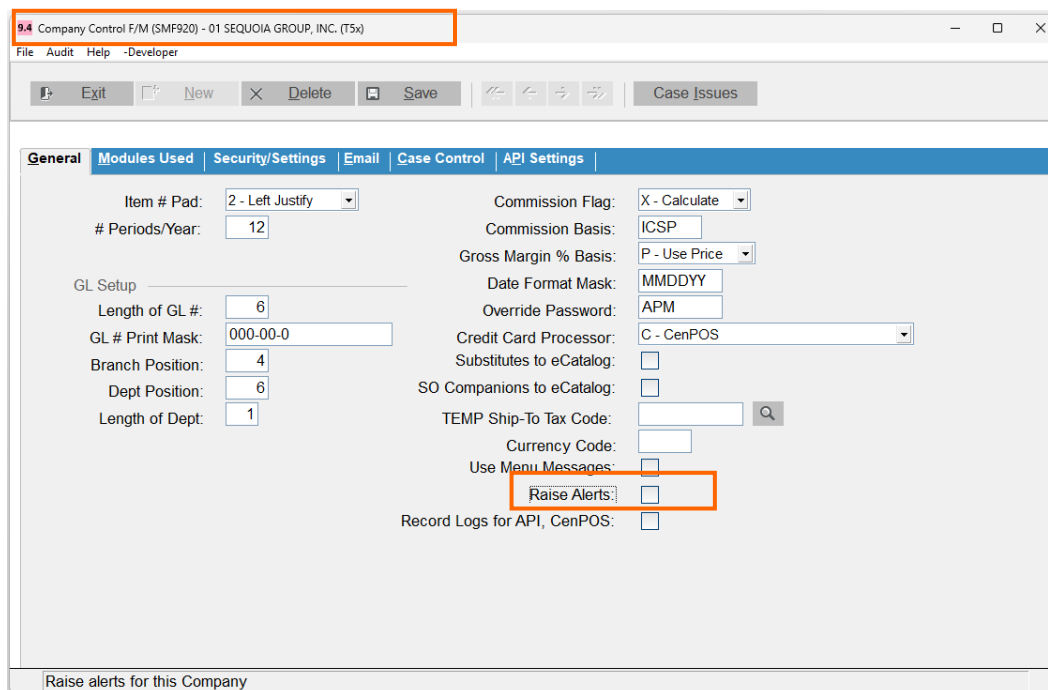 9.4 Company Control F/M (SMF920) - 01 SEQUOIA GROUP, INC. (T5x)
File Audit Help -Developer
Exit New Delete Save Case Issues
General Modules Used Security/Settings Email Case Control API Settings
Item # Pad: 2 - Left Justify
# Periods/Year: 12
GL Setup
Length of GL #: 6
GL # Print Mask: 000-00-0
Branch Position: 4
Dept Position: 6
Length of Dept: 1
Commission Flag: X - Calculate
Commission Basis: ICSP
Gross Margin % Basis: P - Use Price
Date Format Mask: MMDDYY
Override Password: APM
Credit Card Processor: C - CenPOS
Substitutes to eCatalog:
SO Companions to eCatalog:
TEMP Ship-To Tax Code:
Currency Code:
Use Menu Messages:
Raise Alerts:
Record Logs for API, CenPOS:
Raise alerts for this Company